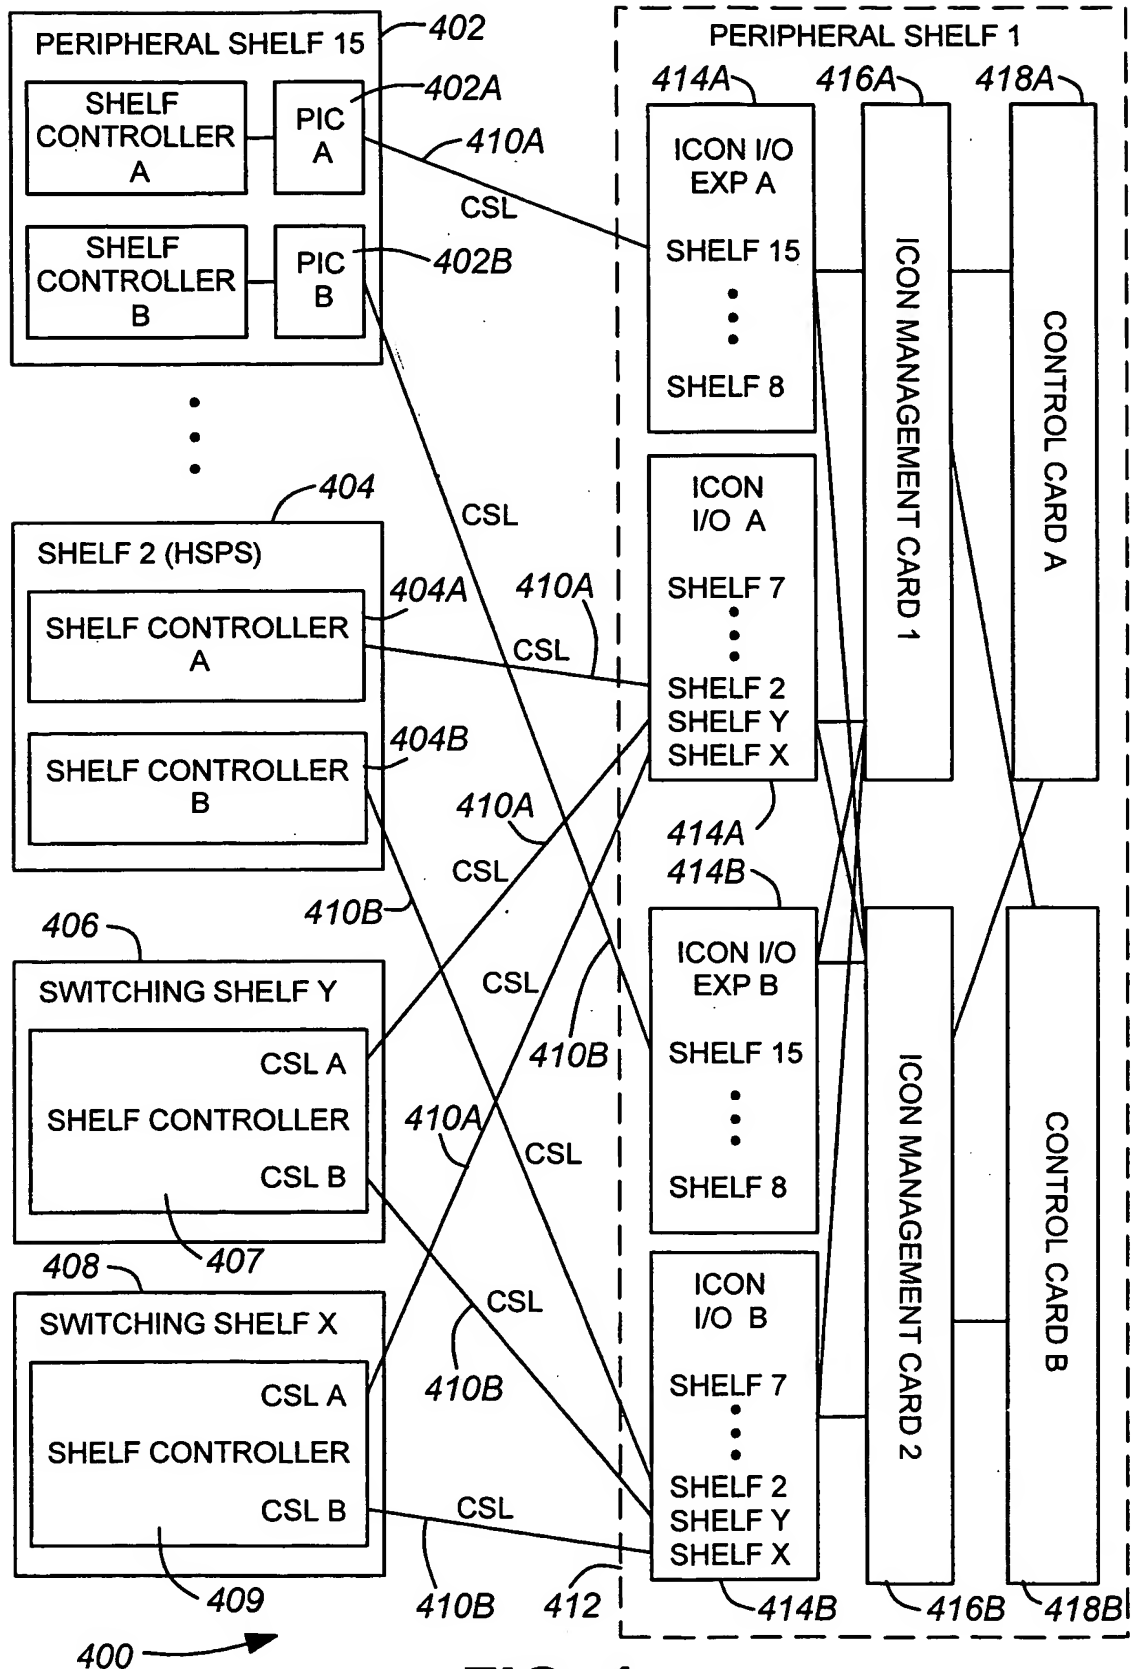 PERIPHERAL SHELF 15
402
SHELF
CONTROLLER
A
PIC
A
402A
410A
CSL
SHELF
CONTROLLER
B
PIC
B
402B
CSL
404
SHELF 2 (HSPS)
SHELF CONTROLLER
A
404A
410A
CSL
SHELF CONTROLLER
B
404B
410A
CSL
410B
406
SWITCHING SHELF Y
CSL A
SHELF CONTROLLER
CSL B
407
CSL
410B
410A
CSL
408
SWITCHING SHELF X
CSL A
SHELF CONTROLLER
CSL B
409
CSL
410B
CSL
410B
400
412
PERIPHERAL SHELF 1
414A
416A
418A
ICON I/O
EXP A
SHELF 15
SHELF 8
ICON
I/O A
SHELF 7
SHELF 2
SHELF Y
SHELF X
414A
414B
ICON I/O
EXP B
SHELF 15
SHELF 8
ICON
I/O B
SHELF 7
SHELF 2
SHELF Y
SHELF X
414B
ICON MANAGEMENT CARD 1
CONTROL CARD A
ICON MANAGEMENT CARD 2
CONTROL CARD B
416B
418B